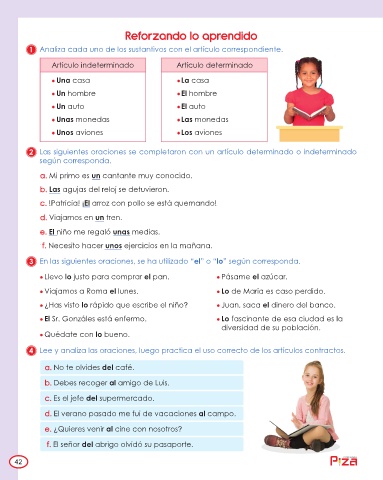 Reforzando lo aprendido
1 Analiza cada uno de los sustantivos con el artículo correspondiente.
Artículo indeterminado
• Una casa
• Un hombre
• Un auto
• Unas monedas
• Unos aviones
Artículo determinado
• La casa
• El hombre
• El auto
• Las monedas
• Los aviones
2 Las siguientes oraciones se completaron con un artículo determinado o indeterminado
según corresponda.
a. Mi primo es un cantante muy conocido.
b. Las agujas del reloj se detuvieron.
c. !Patricia! ¡El arroz con pollo se está quemando!
d. Viajamos en un tren.
e. El niño me regaló unas medias.
f. Necesito hacer unos ejercicios en la mañana.
3 En las siguientes oraciones, se ha utilizado “el” o “lo” según corresponda.
• Llevo lo justo para comprar el pan.
• Viajamos a Roma el lunes.
• ¿Has visto lo rápido que escribe el niño?
• El Sr. Gonzáles está enfermo.
• Quédate con lo bueno.
• Pásame el azúcar.
• Lo de María es caso perdido.
• Juan, saca el dinero del banco.
• Lo fascinante de esa ciudad es la
diversidad de su población.
4 Lee y analiza las oraciones, luego practica el uso correcto de los artículos contractos.
a. No te olvides del café.
b. Debes recoger al amigo de Luis.
c. Es el jefe del supermercado.
d. El verano pasado me fui de vacaciones al campo.
e. ¿Quieres venir al cine con nosotros?
f. El señor del abrigo olvidó su pasaporte.
42